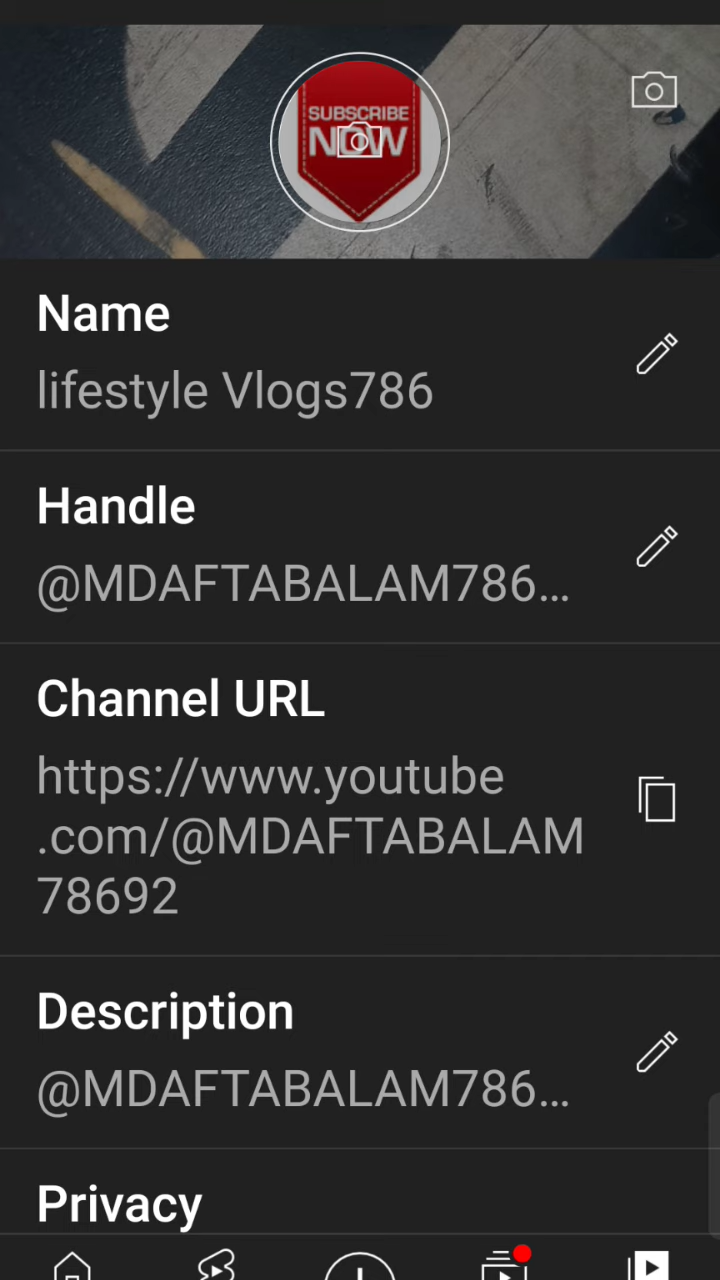 SUBSCRIBE
NOW
Name
lifestyle Vlogs786
Handle
@MDAFTABALAM786...
Channel URL
https://www.youtube
.com/@MDAFTABALAM
78692
Description
@MDAFTABALAM786...
Privacy